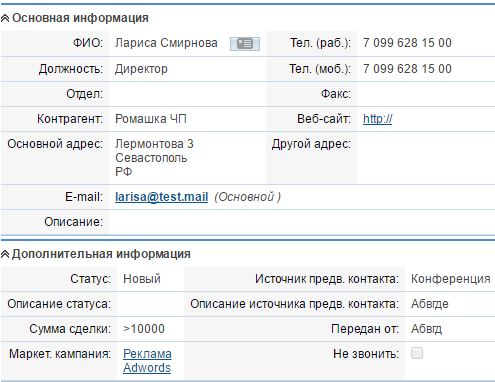 Основная информация
ФИО: Лариса Смирнова Тел. (раб.): 7 099 628 15 00
Должность: Директор Тел. (моб.): 7 099 628 15 00
Отдел: Факс:
Контрагент: Ромашка ЧП Веб-сайт: http://
Основной адрес: Лермонтова 3 Другой адрес:
Севастополь
РФ
E-mail: larisa@test.mail (Основной )
Описание:
Дополнительная информация
Статус: Новый Источник предв. контакта: Конференция
Описание статуса: Описание источника предв. контакта: Абвгде
Сумма сделки: >10000 Передан от: Абвгд
Маркет. кампания: Реклама Не звонить:
Adwords